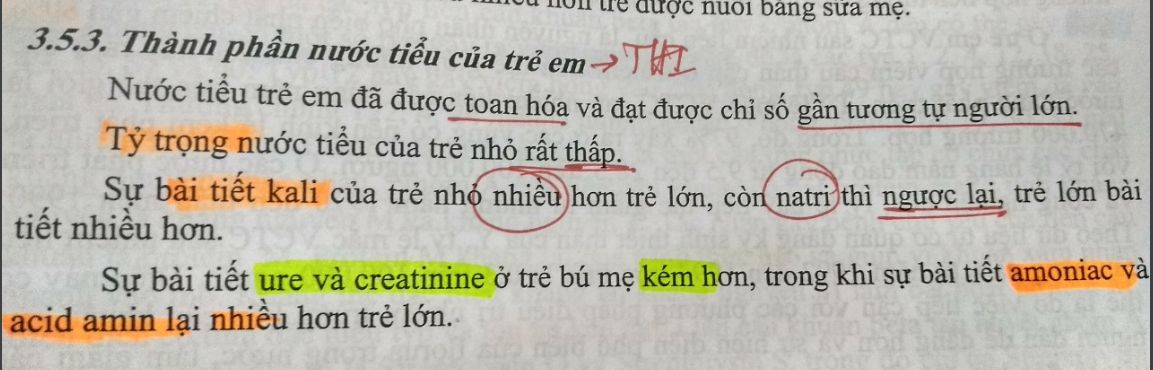 trẻ được nuôi bằng sữa mẹ.
3.5.3. Thành phần nước tiểu của trẻ em →
Nước tiểu trẻ em đã được toan hóa và đạt được chỉ số gần tương tự người lớn.
Tỷ trọng nước tiểu của trẻ nhỏ rất thấp.
Sự bài tiết kali của trẻ nhỏ nhiều hơn trẻ lớn, còn natri thì ngược lại, trẻ lớn bài
tiết nhiều hơn.
Sự bài tiết ure và creatinine ở trẻ bú mẹ kém hơn, trong khi sự bài tiết amoniac và
acid amin lại nhiều hơn trẻ lớn.